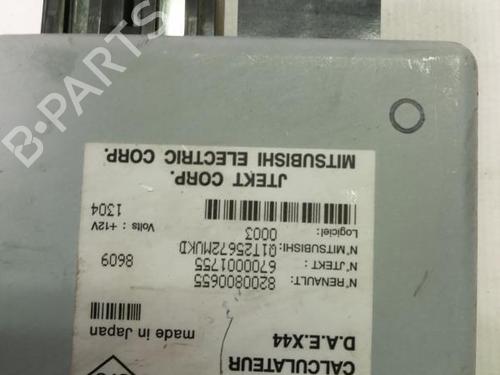 CALCULATEUR
D.A.E.X44
made in Japan
N°RENAULT: 8200800655
N°JTEKT: 6700001755 8609
N°MITSUBISHI: Q1T25672MUKD
Logiciel: 0003 Volts: +12V
1304
JTEKT CORP.
MITSUBISHI ELECTRIC CORP.
B-PARTS